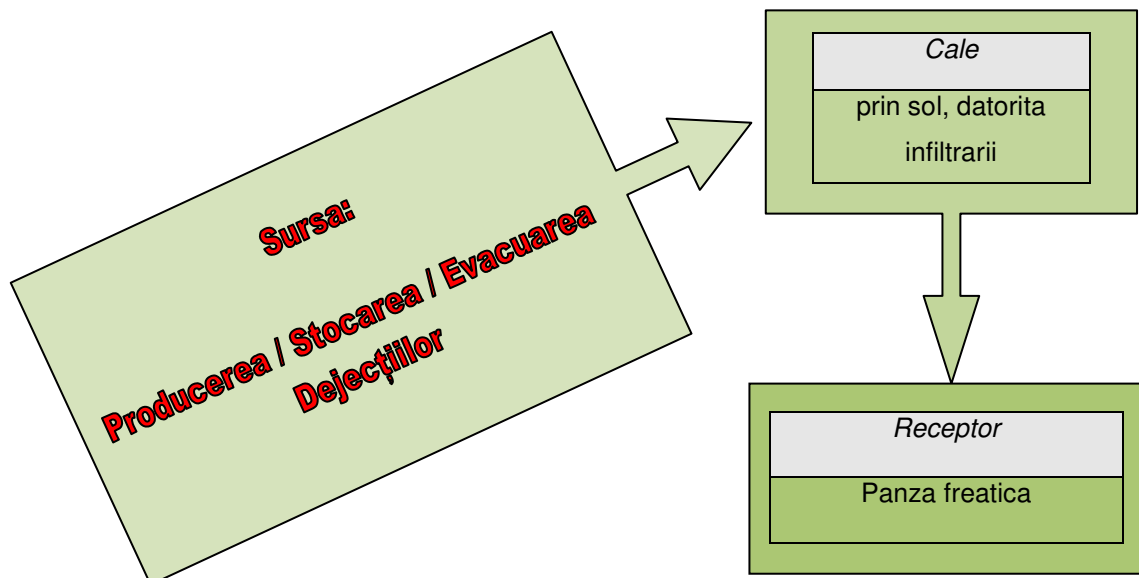 Sursa:
Producerea / Stocarea / Evacuarea
Dejecțiilor
Cale
prin sol, datorita
infiltrarii
Receptor
Panza freatica